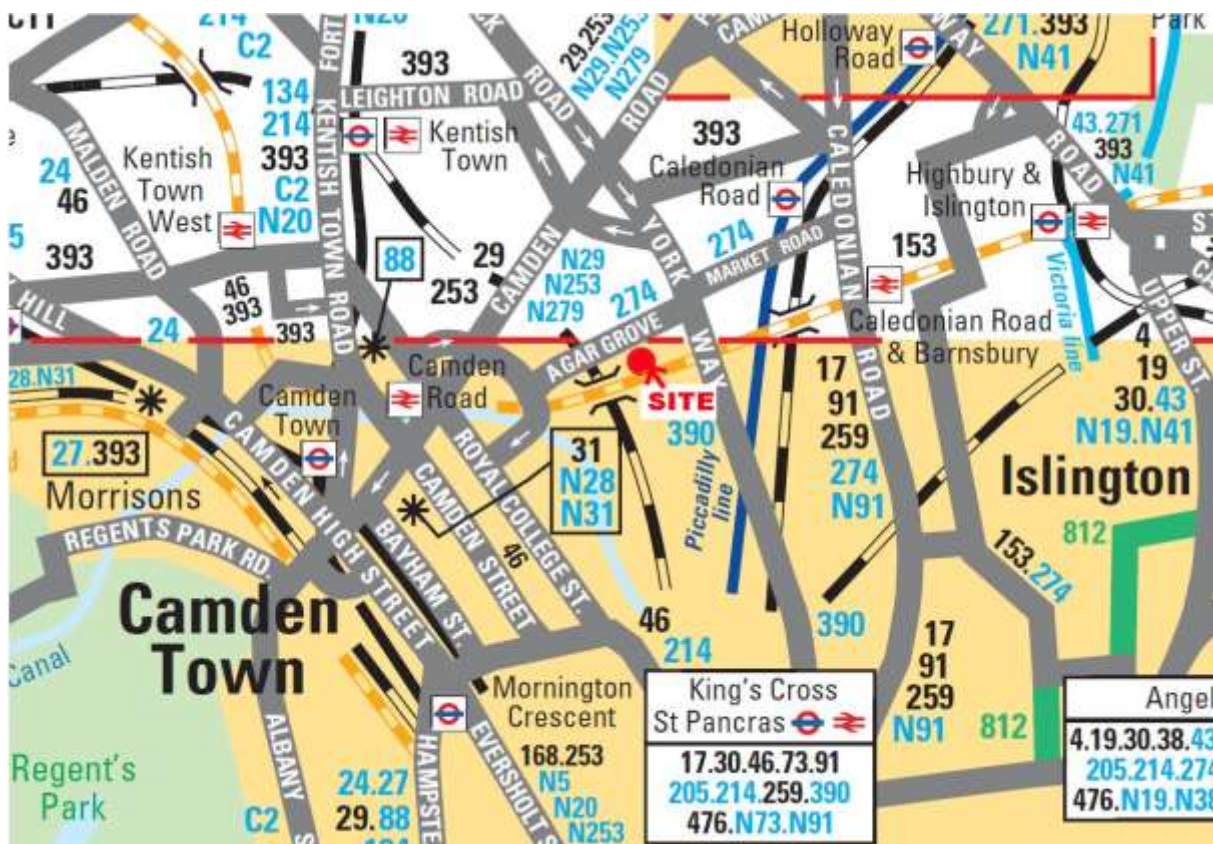 214
C2
N20
FORT
29.253
N29.N253
N279
CAM
WAY
271.393
N41
Park
Holloway
Road
134
214
393
C2
N20
393
LEIGHTON ROAD
ROAD
ROAD
MALDEN ROAD
24
46
Kentish
Town
West
KENTISH TOWN ROAD
Kentish
Town
393
Caledonian
Road
CALEDONIAN ROAD
43.271
393
N41
ROAD
Highbury &
Islington
393
HILL
88
29
253
CAMDEN
N29
N253
N279
YORK WAY
274
MARKET ROAD
274
153
Victoria line
UPPER ST.
46
393
393
24
Caledonian Road
& Barnsbury
AGAR GROVE
SITE
28.N31
Camden
Town
Camden
Road
390
17
91
259
274
N91
4
19
30.43
N19.N41
27.393
Morrisons
31
N28
N31
Piccadilly
line
Islington
812
REGENTS PARK RD
CAMDEN HIGH STREET
BAYHAM ST.
CAMDEN STREET
46
ROYAL COLLEGE ST.
153.274
Camden
Town
Canal
46
214
390
17
91
259
N91
812
Mornington
Crescent
King's Cross
St Pancras
17.30.46.73.91
205.214.259.390
476.N73.N91
Angel
4.19.30.38.43
205.214.274
476.N19.N38
Regent's
Park
ALBANY S
C2
24.27
29.88
HAMPSTE
EVERSHOLT S
168.253
N5
N20
N253